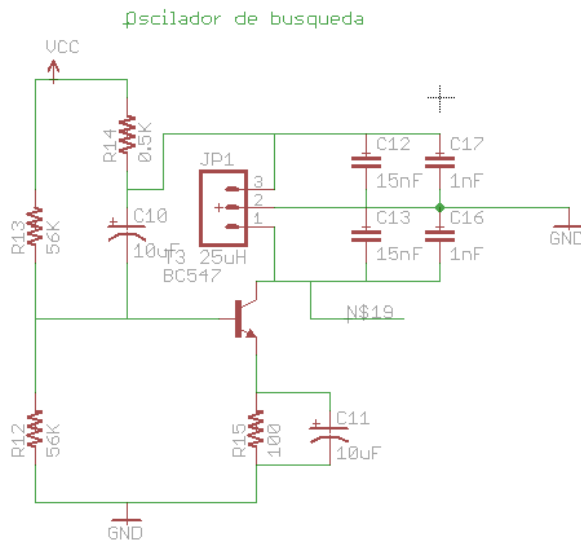 Oscilador de busqueda
VCC
R14
0.5K
C12
15nF
C17
1nF
JP1
3
2
1
R13
56K
C10
10uF
T3
25uH
BC547
C13
15nF
C16
1nF
GND
N$19
R12
56K
R15
100
C11
10uF
GND